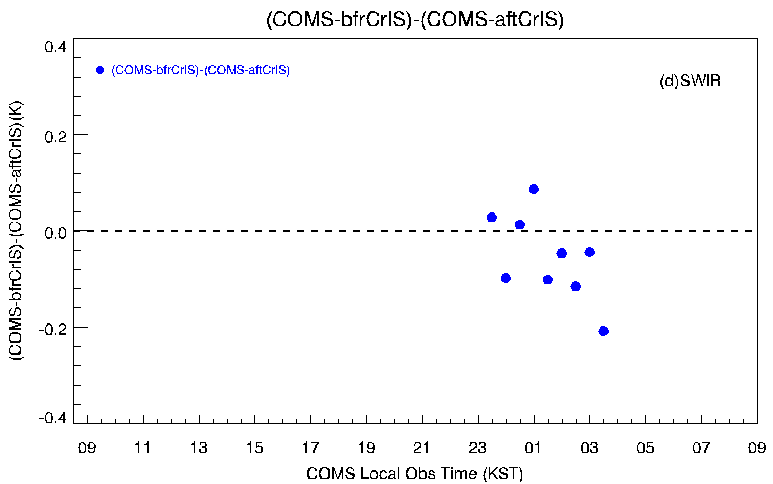 (COMS-bfrCrIS)-(COMS-aftCrIS)
0.4
(COMS-bfrCrIS)-(COMS-aftCrIS)
(d)SWIR
0.2
0.0
-0.2
-0.4
(COMS-bfrCrIS)-(COMS-aftCrIS)(K)
09 11 13 15 17 19 21 23 01 03 05 07 09
COMS Local Obs Time (KST)